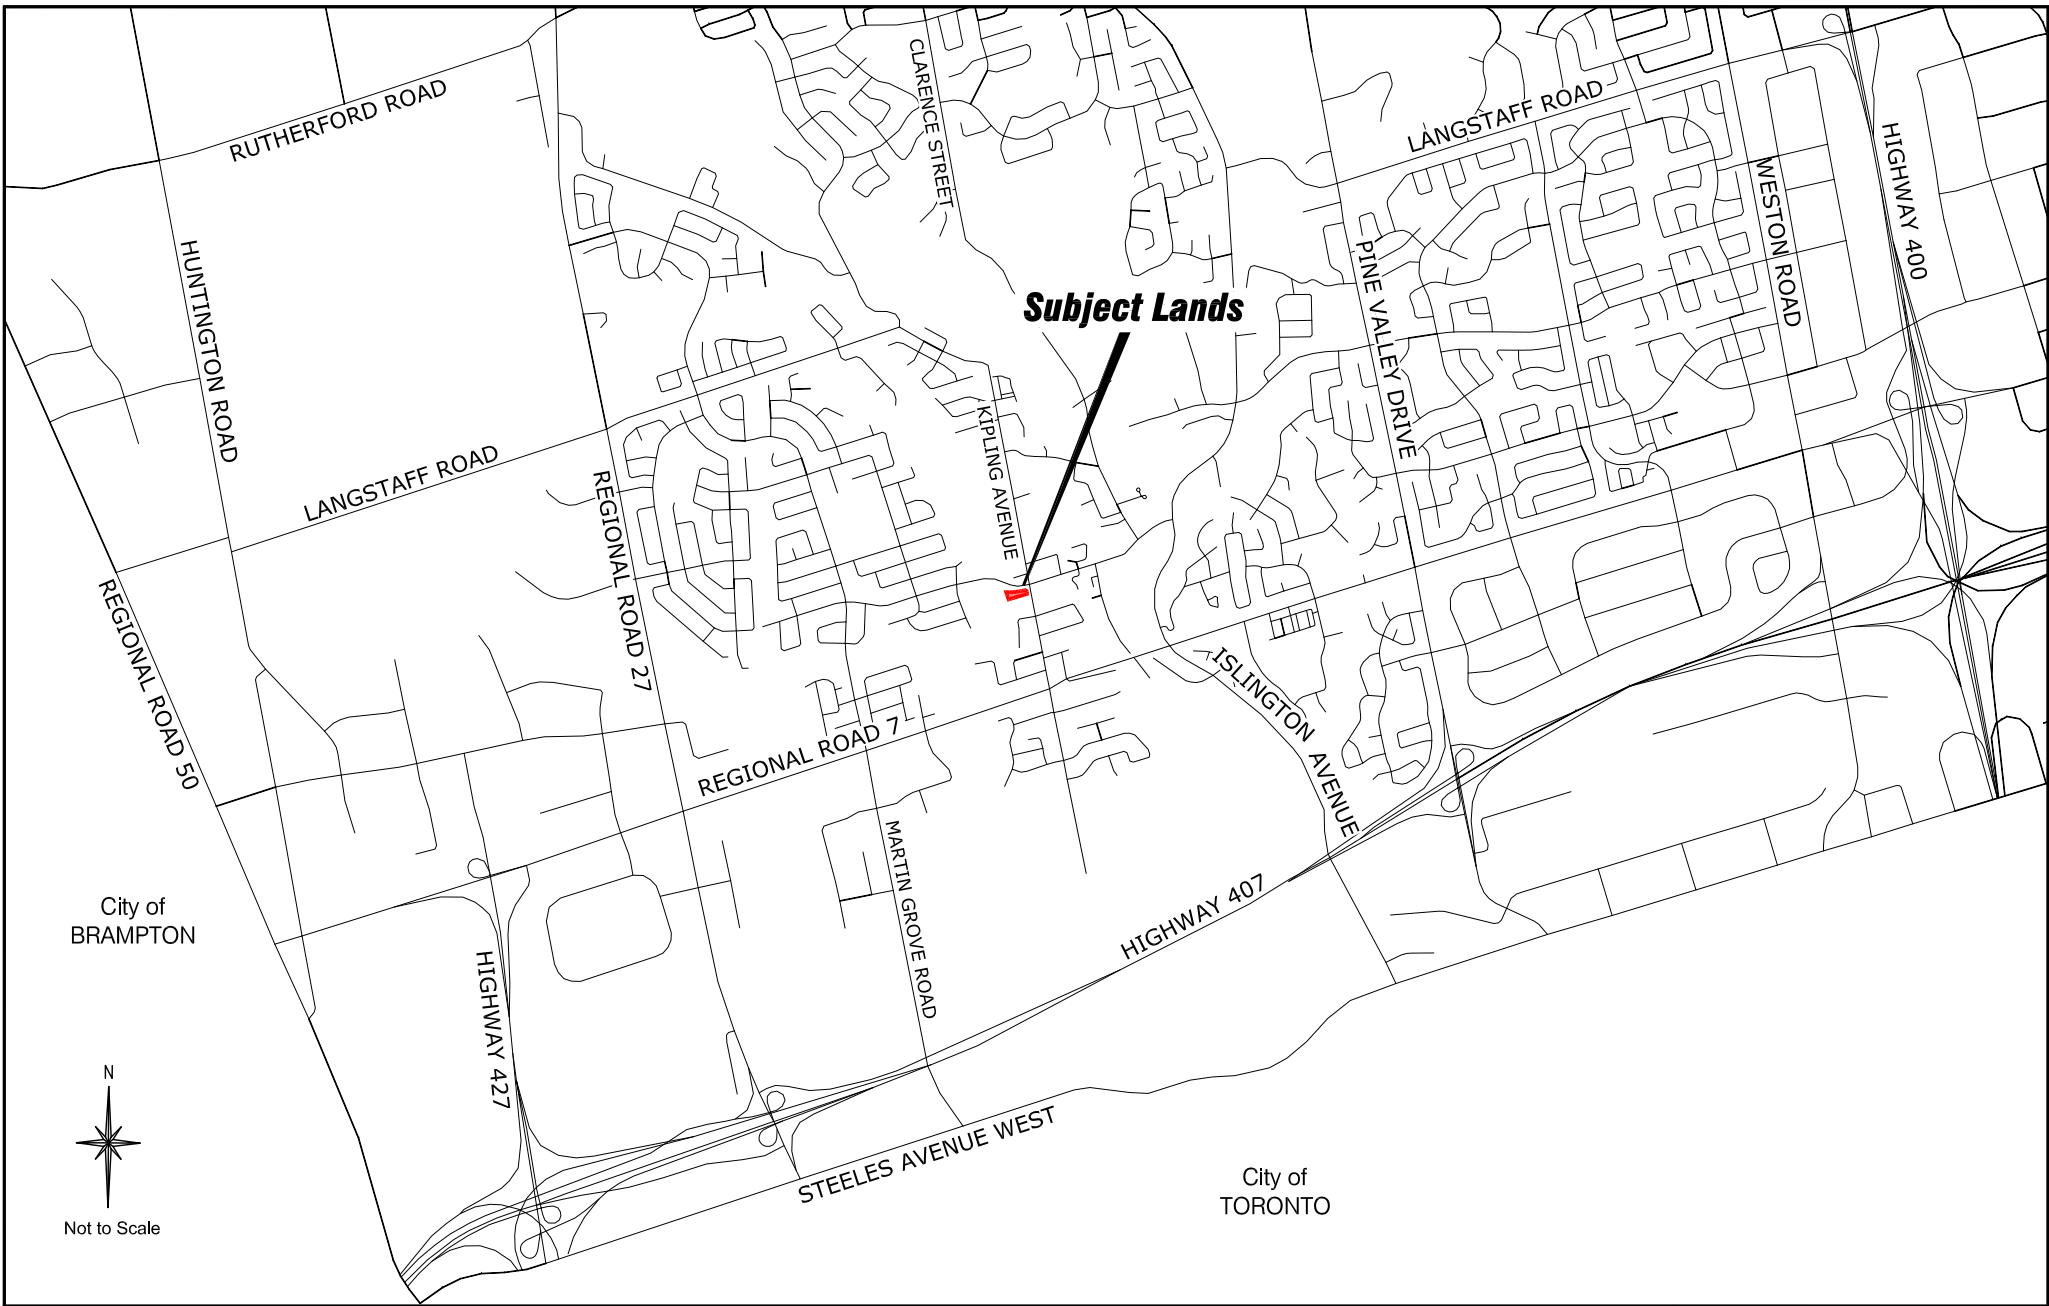 CLARENCE STREET
RUTHERFORD ROAD
LANGSTAFF ROAD
HIGHWAY 400
WESTON ROAD
HUNTINGTON ROAD
PINE VALLEY DRIVE
Subject Lands
KIPLING AVENUE
LANGSTAFF ROAD
REGIONAL ROAD 27
REGIONAL ROAD 50
ISLINGTON AVENUE
REGIONAL ROAD 7
MARTIN GROVE ROAD
HIGHWAY 407
City of
BRAMPTON
HIGHWAY 427
N
Not to Scale
STEELES AVENUE WEST
City of
TORONTO